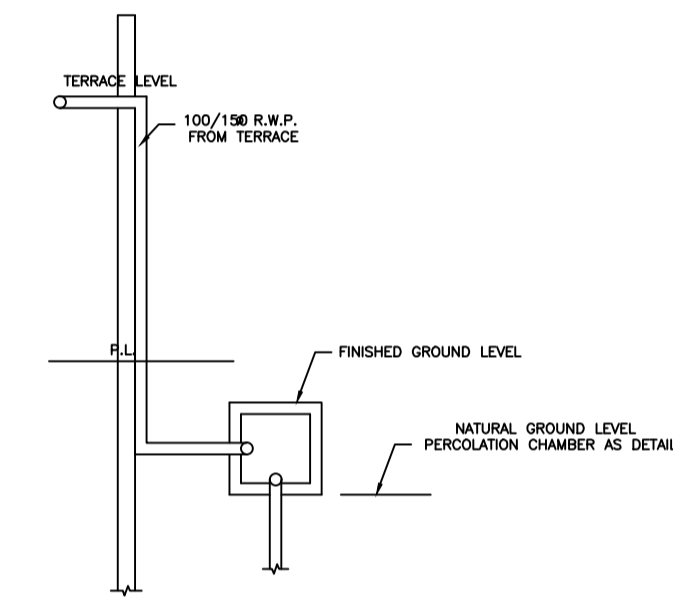 TERRACE LEVEL
100/150 R.W.P.
FROM TERRACE
P.L.
FINISHED GROUND LEVEL
NATURAL GROUND LEVEL
PERCOLATION CHAMBER AS DETAIL